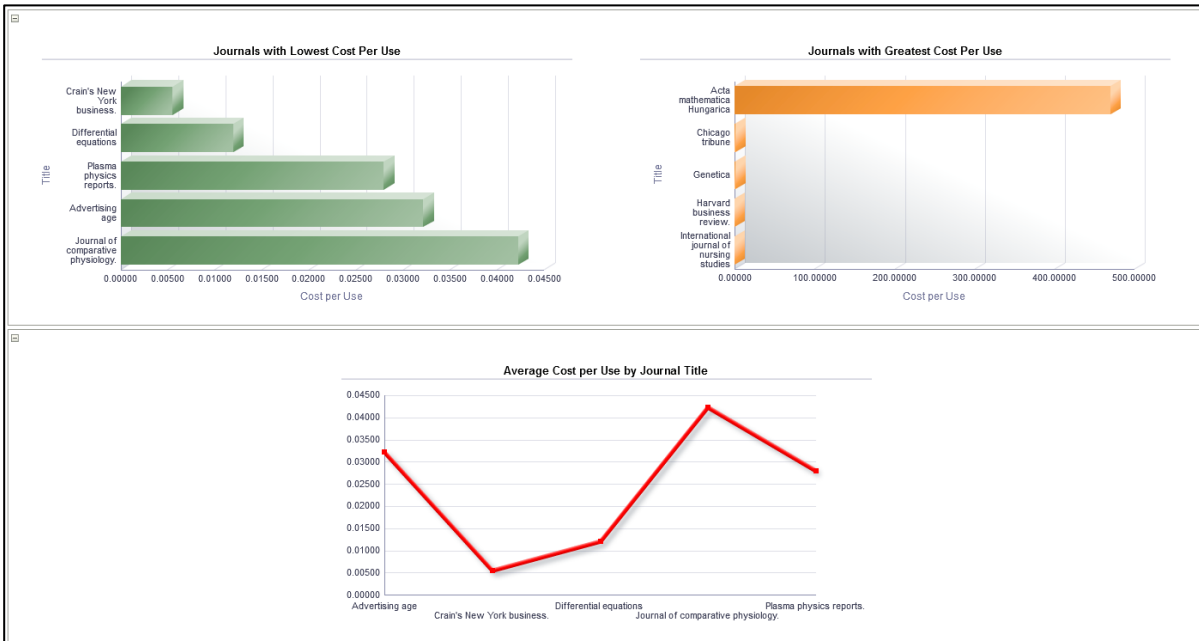 Journals with Lowest Cost Per Use
Title
Crain's New
York
business.
Differential
equations
Plasma
physics
reports.
Advertising
age
Journal of
comparative
physiology.
0.00000 0.00500 0.01000 0.01500 0.02000 0.02500 0.03000 0.03500 0.04000 0.04500
Cost per Use
Journals with Greatest Cost Per Use
Title
Acta
mathematica
Hungarica
Chicago
tribune
Genetica
Harvard
business
review.
International
journal of
nursing
studies
0.00000 100.00000 200.00000 300.00000 400.00000 500.00000
Cost per Use
Average Cost per Use by Journal Title
0.04500
0.04000
0.03500
0.03000
0.02500
0.02000
0.01500
0.01000
0.00500
0.00000
Advertising age Differential equations Plasma physics reports.
Crain's New York business. Journal of comparative physiology.